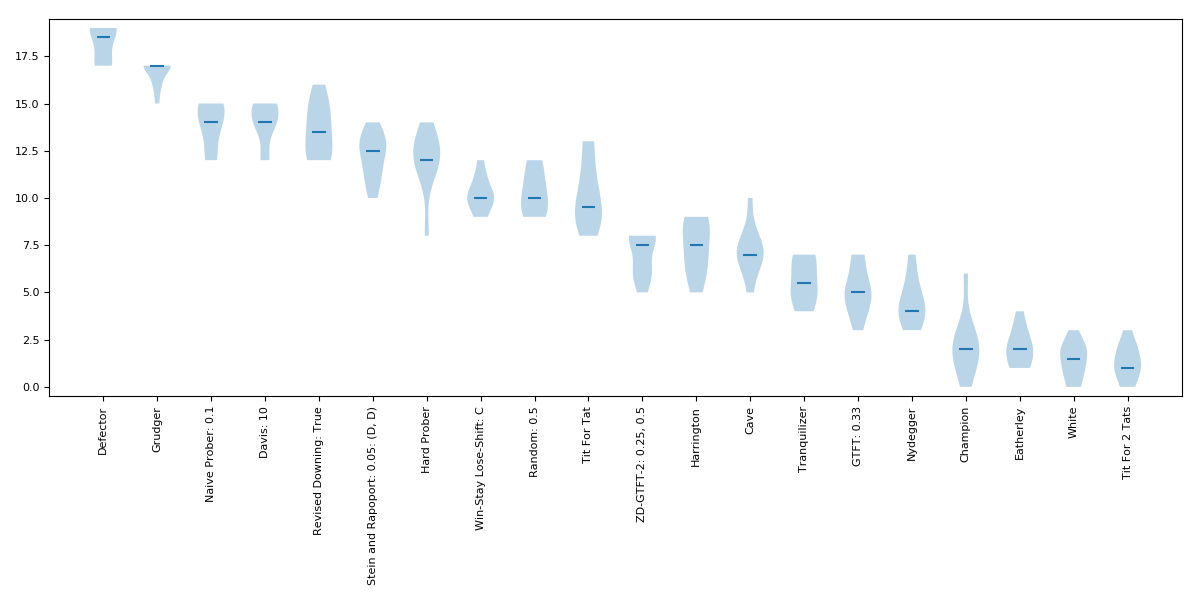 17.5
15.0
12.5
10.0
7.5
5.0
2.5
0.0
Defector
Grudger
Naive Prober: 0.1
Davis: 10
Revised Downing: True
Stein and Rapoport: 0.05: (D, D)
Hard Prober
Win-Stay Lose-Shift: C
Random: 0.5
Tit For Tat
ZD-GTFT-2: 0.25, 0.5
Harrington
Cave
Tranquilizer
GTFT: 0.33
Nydegger
Champion
Eatherley
White
Tit For 2 Tats